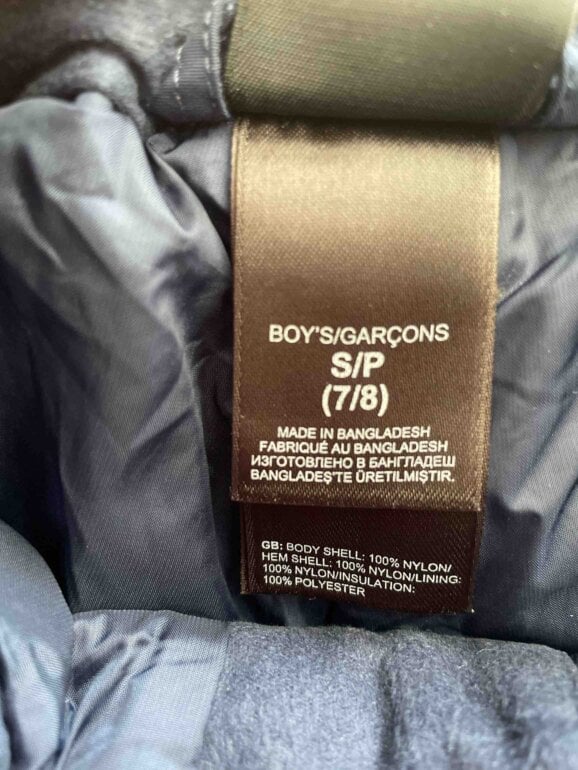 BOY'S/GARÇONS
S/P
(7/8)
MADE IN BANGLADESH
FABRIQUÉ AU BANGLADESH
ИЗГОТОВЛЕНО В БАНГЛАДЕШ
BANGLADEŞ'TE ÜRETILMIŞTIR.
GB: BODY SHELL: 100% NYLON/
HEM SHELL: 100% NYLON/LINING:
100% NYLON/INSULATION:
100% POLYESTER